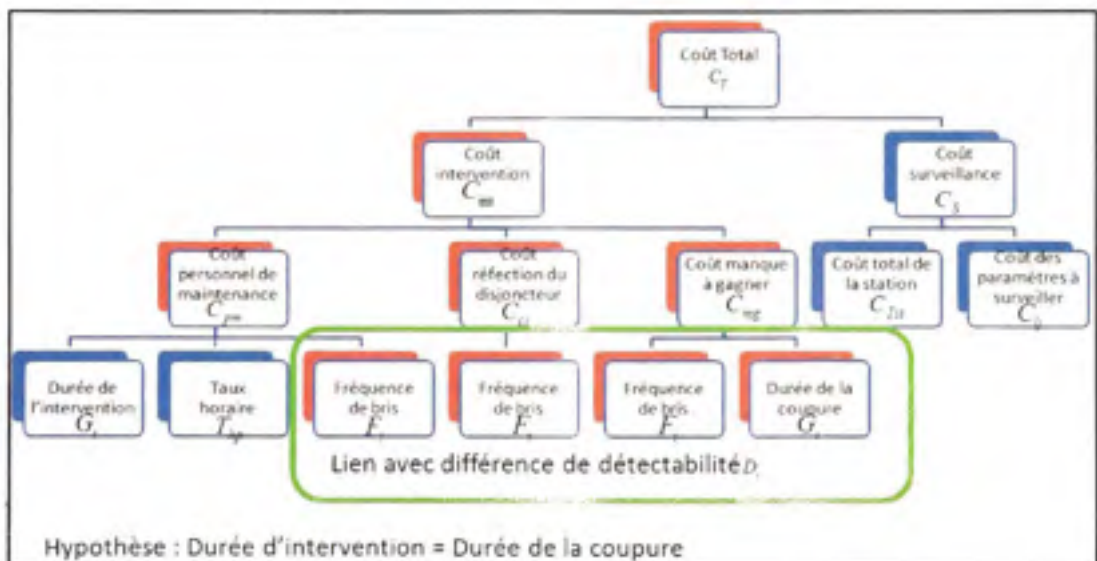 Coût Total
C_T
Coût
intervention
Coût
surveillance
C_S
Coût
personnel de
maintenance
C_pm
Coût
réfection du
disjoncteur
Coût manque
à gagner
C_mg
Coût total de
la station
Coût des
paramètres à
surveiller
Durée de
l'intervention
G_i
Taux
horaire
T_hp
Fréquence
de bris
F_i
Fréquence
de bris
F_i
Fréquence
de bris
F_i
Durée de la
coupure
G_i
Lien avec différence de détectabilité D_i
Hypothèse : Durée d'intervention = Durée de la coupure